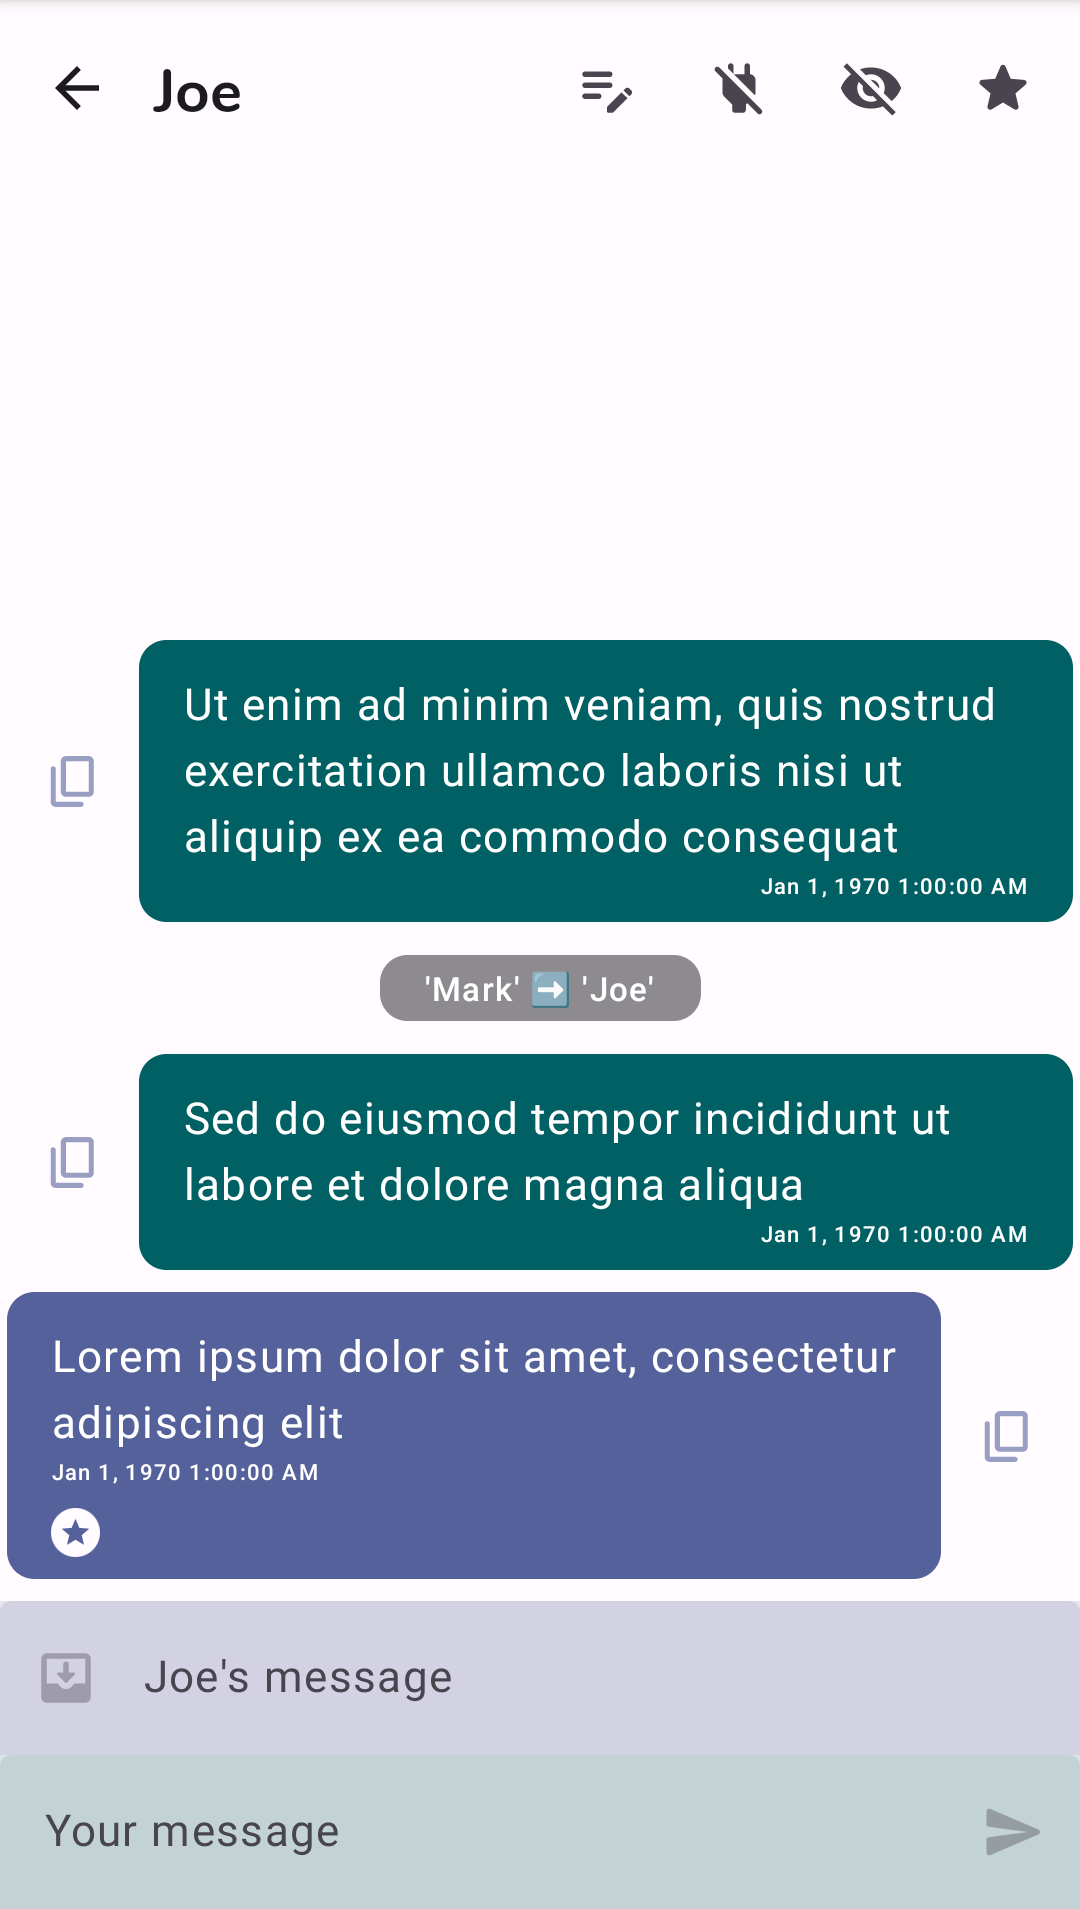 Joe
Ut enim ad minim veniam, quis nostrud
exercitation ullamco laboris nisi ut
aliquip ex ea commodo consequat
Jan 1, 1970 1:00:00 AM
'Mark' ➡️ 'Joe'
Sed do eiusmod tempor incididunt ut
labore et dolore magna aliqua
Jan 1, 1970 1:00:00 AM
Lorem ipsum dolor sit amet, consectetur
adipiscing elit
Jan 1, 1970 1:00:00 AM
Joe's message
Your message